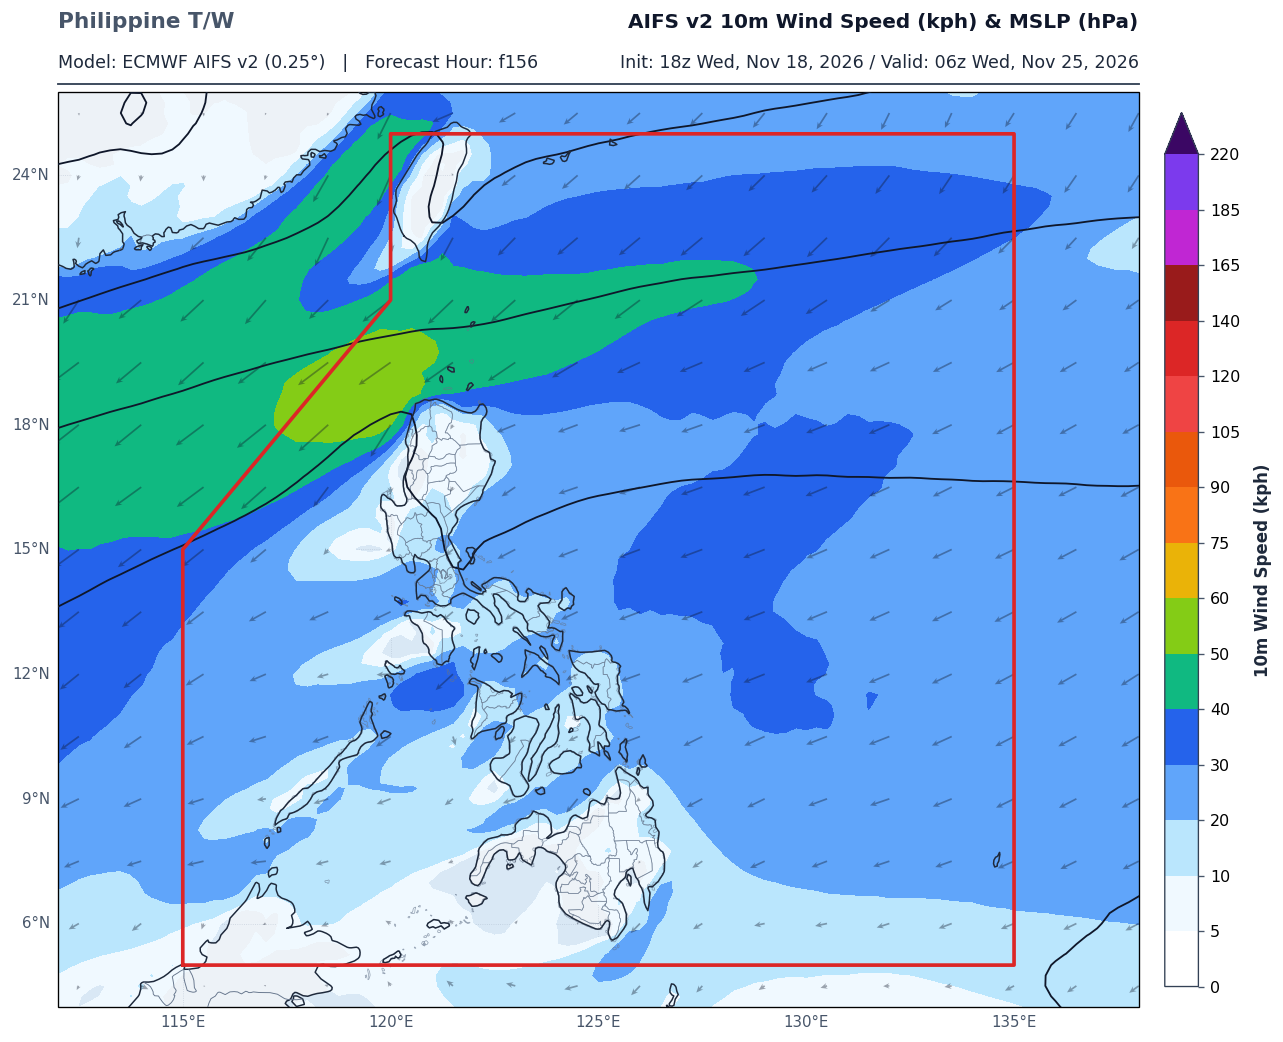 Philippine T/W
AIFS v2 10m Wind Speed (kph) & MSLP (hPa)
Model: ECMWF AIFS v2 (0.25°) | Forecast Hour: f156
Init: 18z Wed, Nov 18, 2026 / Valid: 06z Wed, Nov 25, 2026
24°N
21°N
18°N
15°N
12°N
9°N
6°N
115°E
120°E
125°E
130°E
135°E
220
185
165
140
120
105
90
75
60
50
40
30
20
10
5
0
10m Wind Speed (kph)